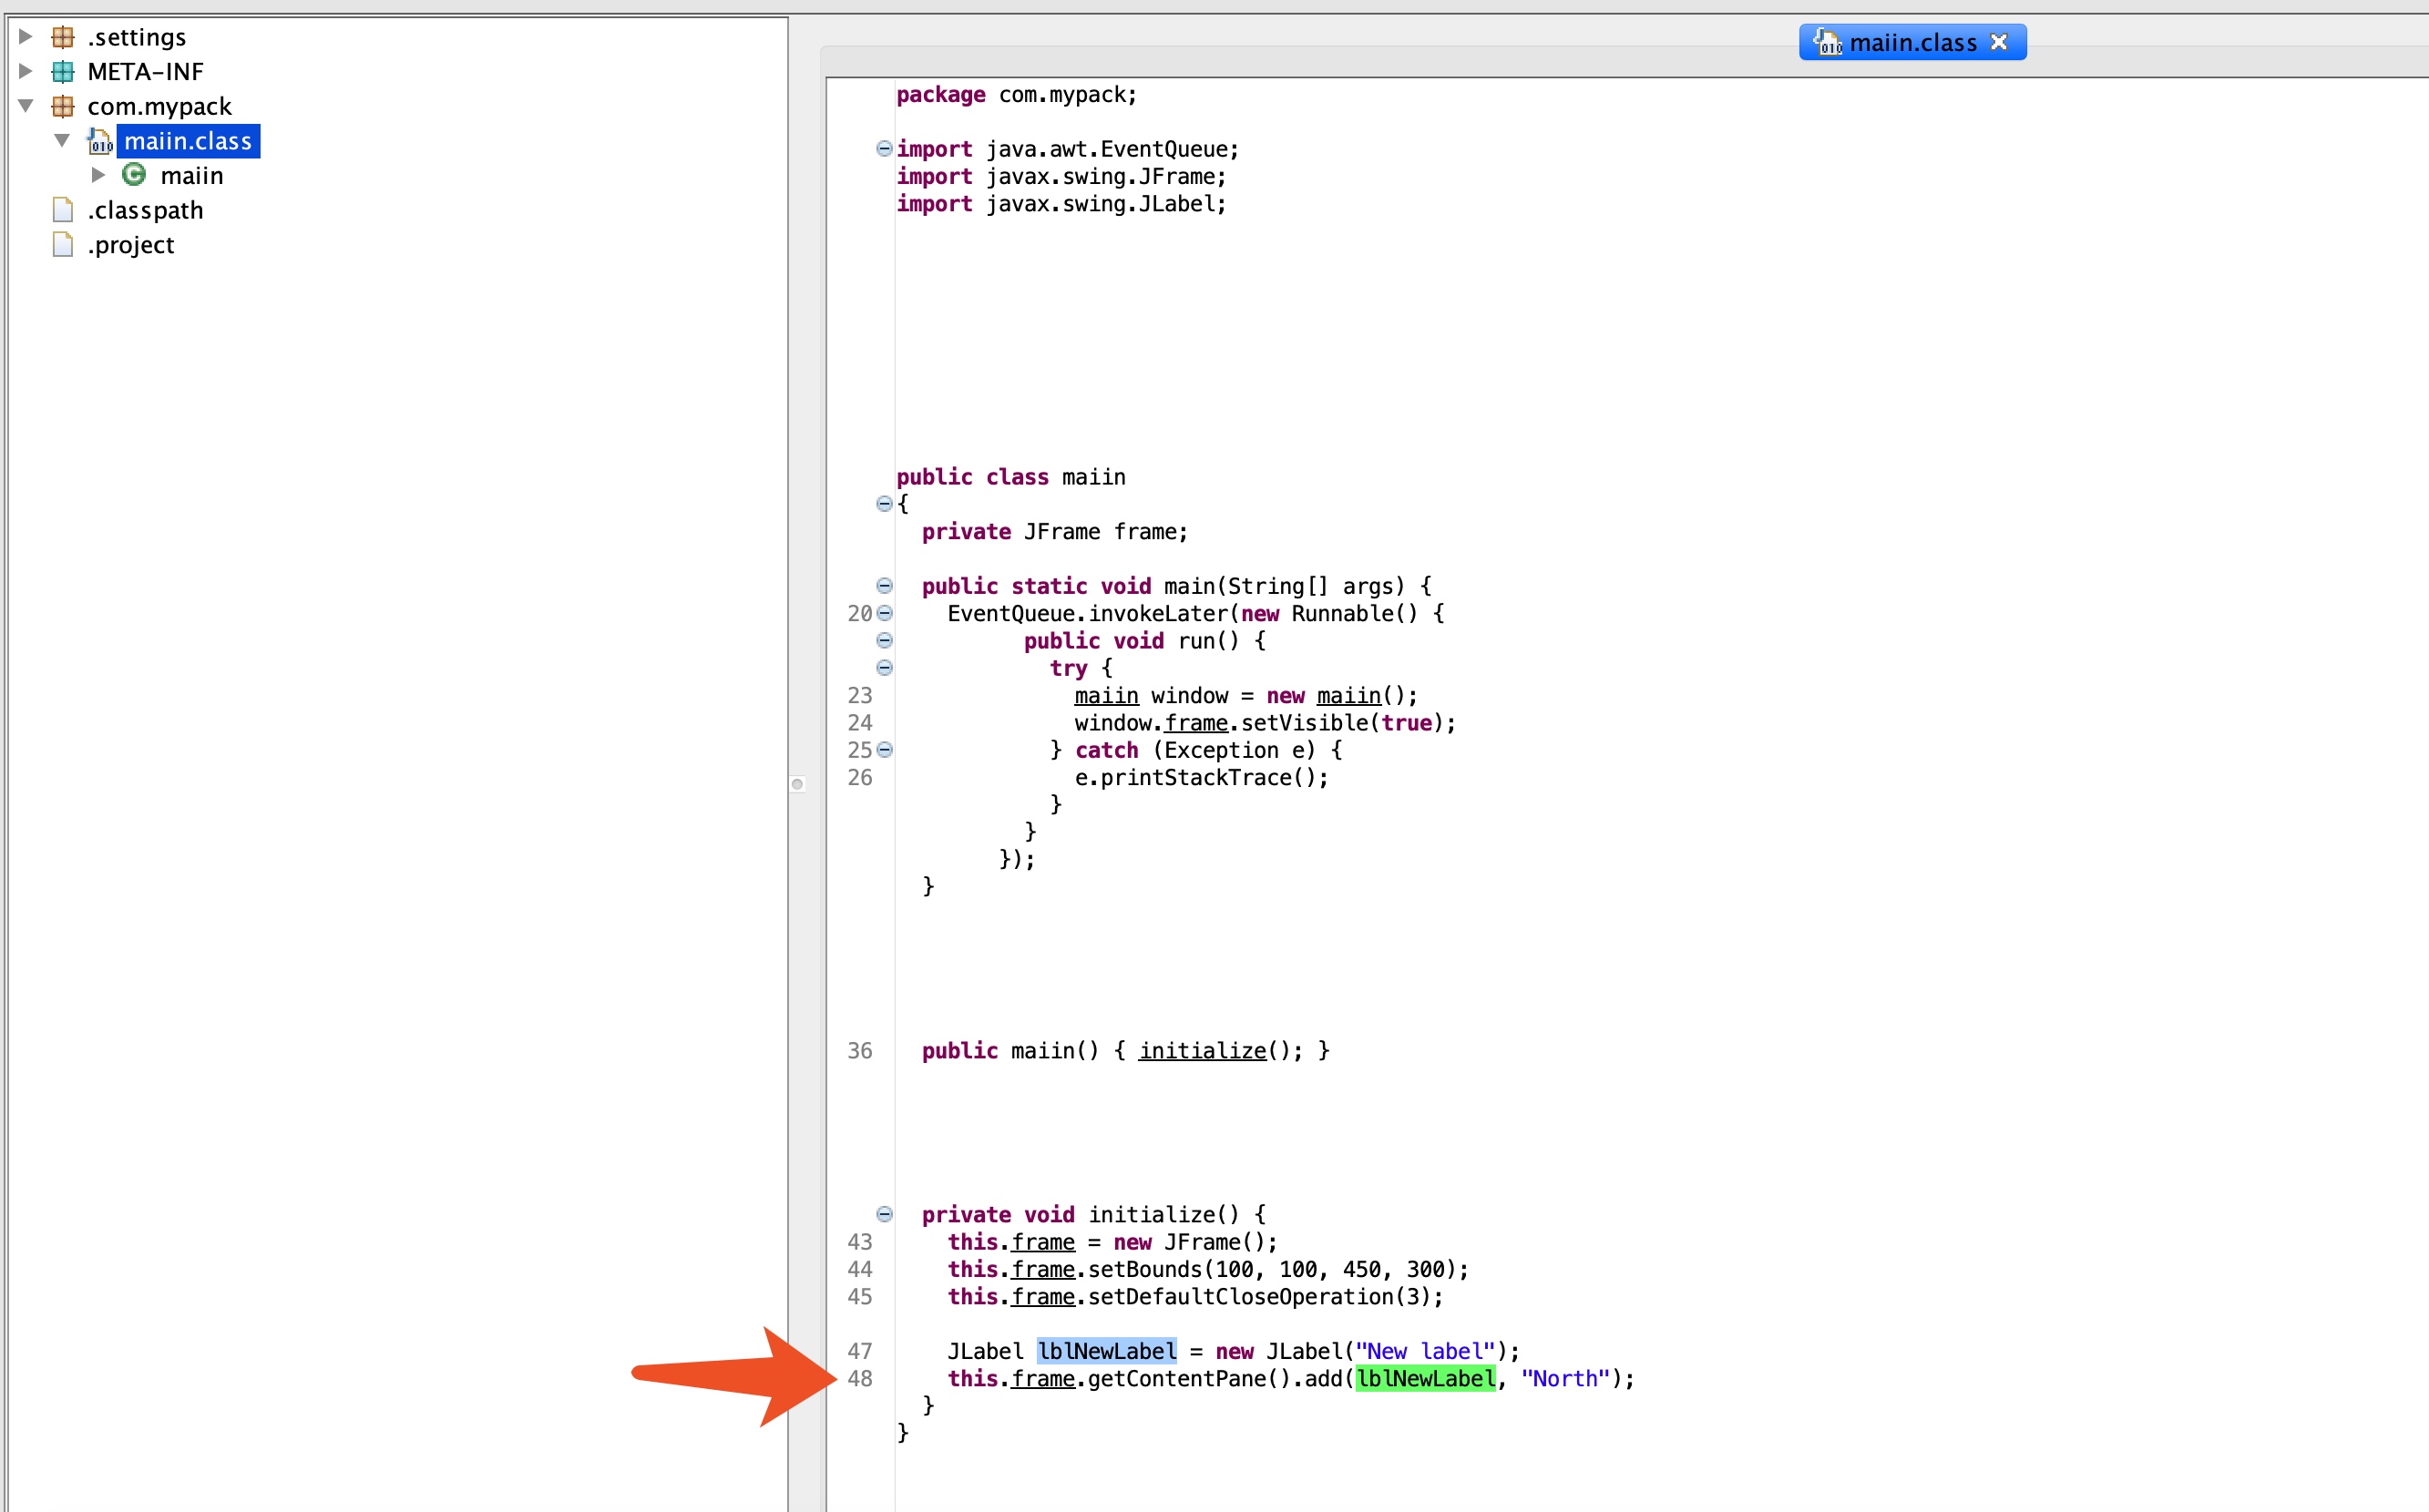 .settings
META-INF
com.mypack
maiin.class
maiin
.classpath
.project
maiin.class
package com.mypack;
import java.awt.EventQueue;
import javax.swing.JFrame;
import javax.swing.JLabel;
public class maiin
{
private JFrame frame;
public static void main(String[] args) {
20 EventQueue.invokeLater(new Runnable() {
public void run() {
try {
23 maiin window = new maiin();
24 window.frame.setVisible(true);
25 } catch (Exception e) {
26 e.printStackTrace();
}
}
});
}
36 public maiin() { initialize(); }
private void initialize() {
43 this.frame = new JFrame();
44 this.frame.setBounds(100, 100, 450, 300);
45 this.frame.setDefaultCloseOperation(3);
47 JLabel lblNewLabel = new JLabel("New label");
48 this.frame.getContentPane().add(lblNewLabel, "North");
}
}